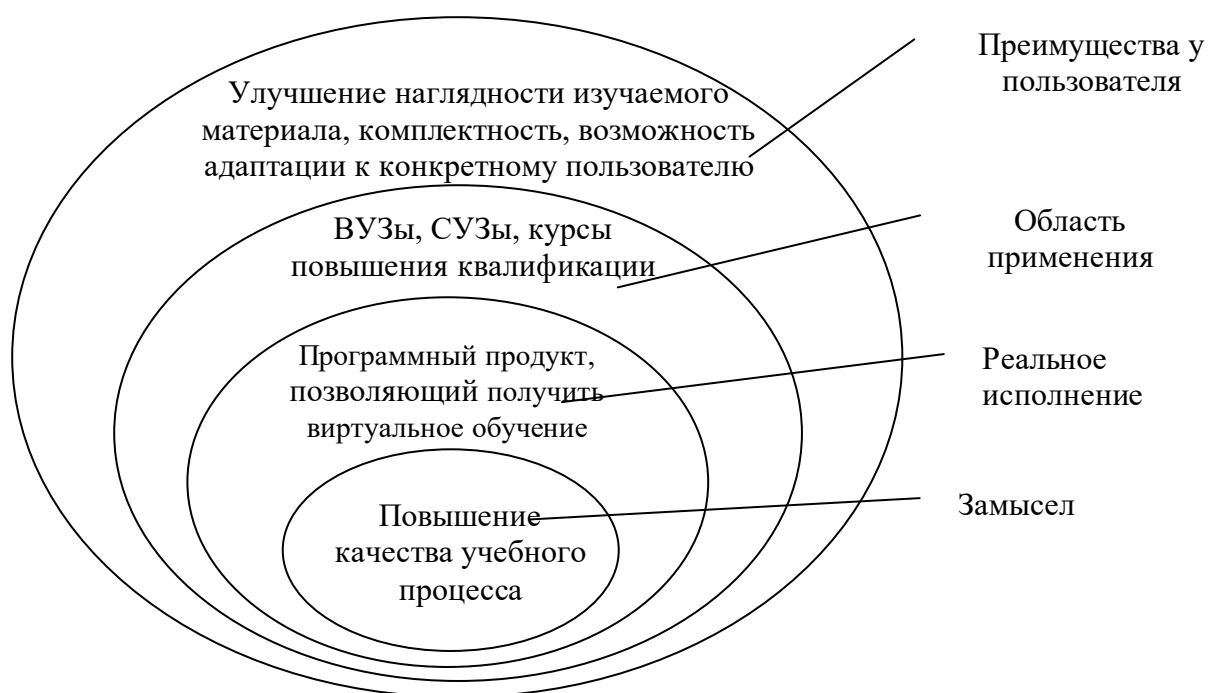 Преимущества у
пользователя
Улучшение наглядности изучаемого
материала, комплектность, возможность
адаптации к конкретному пользователю
ВУЗы, СУЗы, курсы
повышения квалификации
Область
применения
Программный продукт,
позволяющий получить
виртуальное обучение
Реальное
исполнение
Повышение
качества учебного
процесса
Замысел